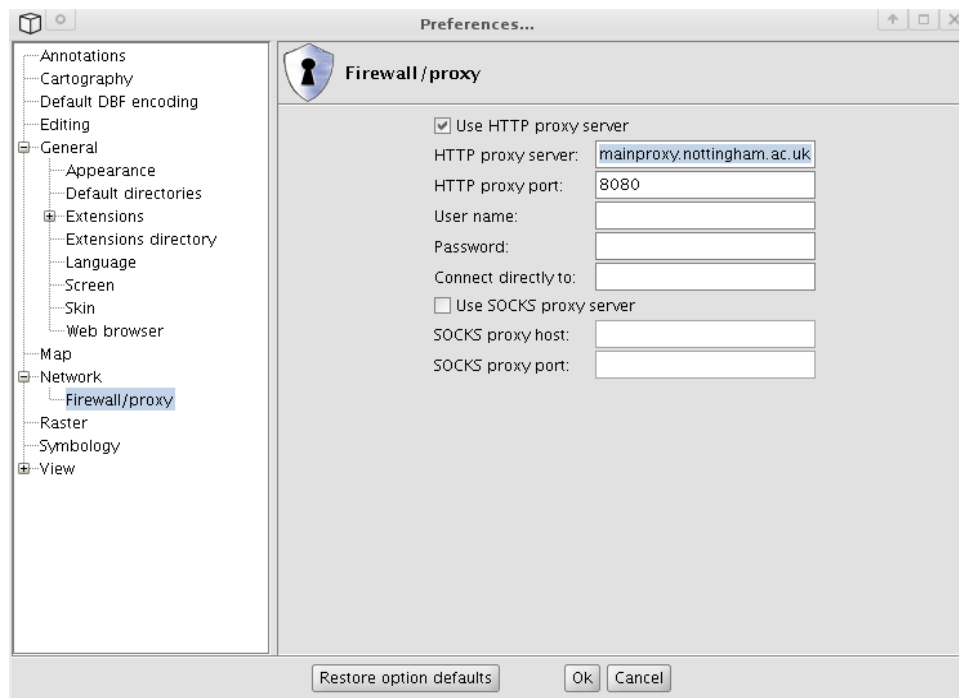 Preferences...
Annotations
Cartography
Default DBF encoding
Editing
General
Appearance
Default directories
Extensions
Extensions directory
Language
Screen
Skin
Web browser
Map
Network
Firewall/proxy
Raster
Symbology
View
Firewall/proxy
Use HTTP proxy server
HTTP proxy server: mainproxy.nottingham.ac.uk
HTTP proxy port: 8080
User name:
Password:
Connect directly to:
Use SOCKS proxy server
SOCKS proxy host:
SOCKS proxy port:
Restore option defaults Ok Cancel